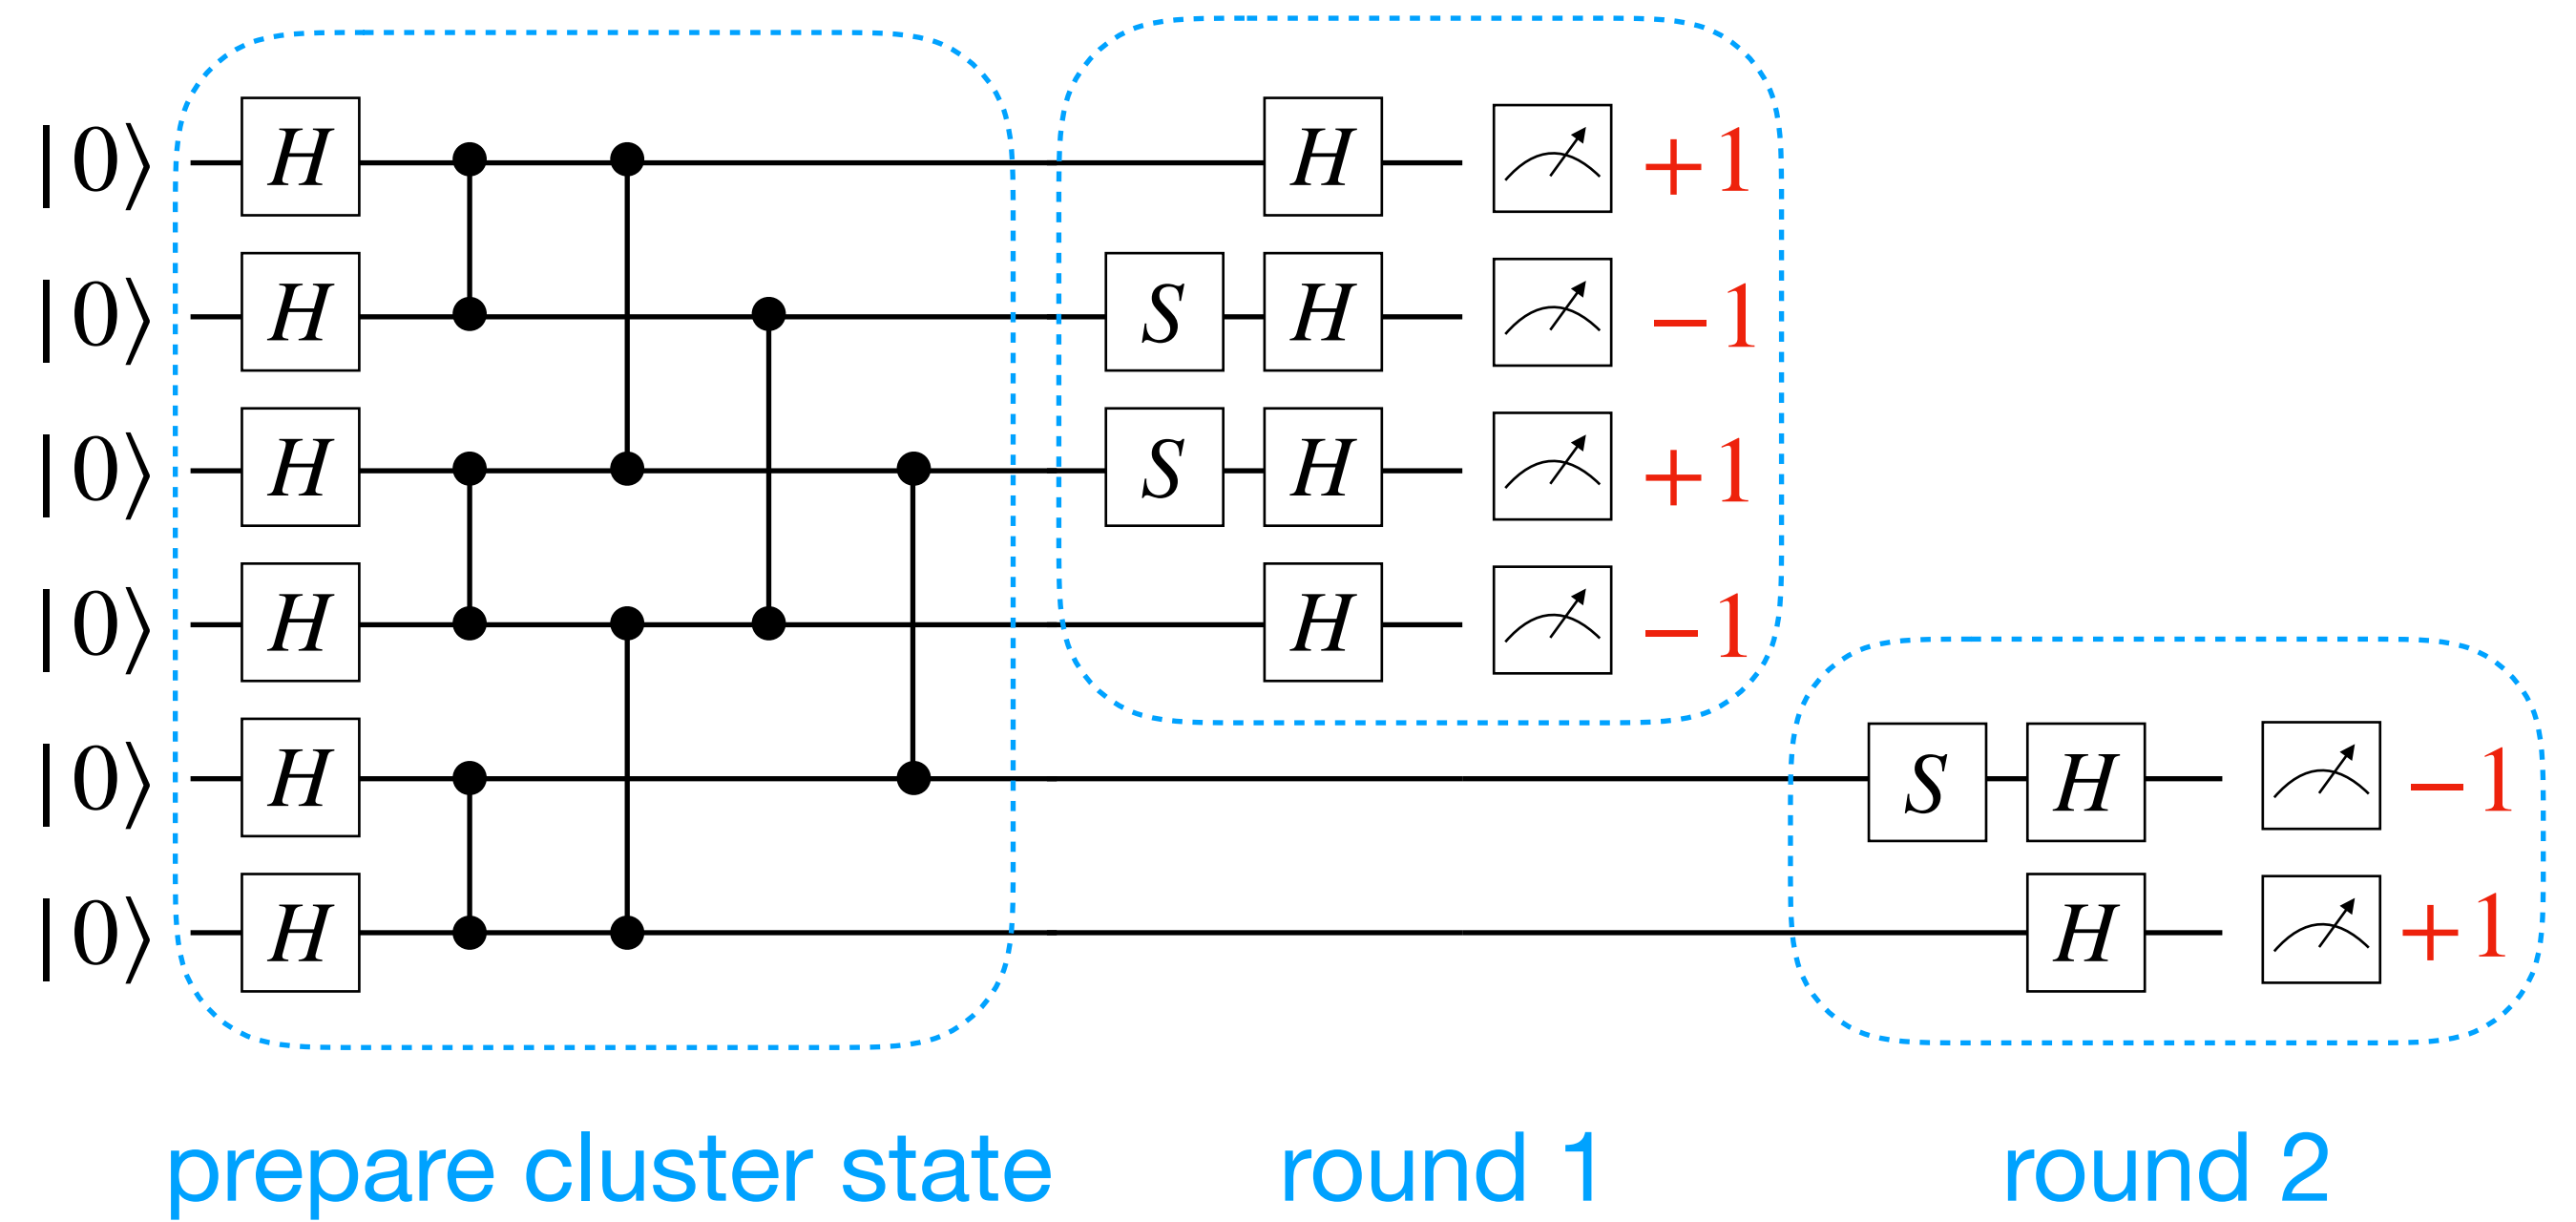 |0⟩ H H +1
|0⟩ H S H −1
|0⟩ H S H +1
|0⟩ H H −1
|0⟩ H S H −1
|0⟩ H H +1
prepare cluster state round 1 round 2